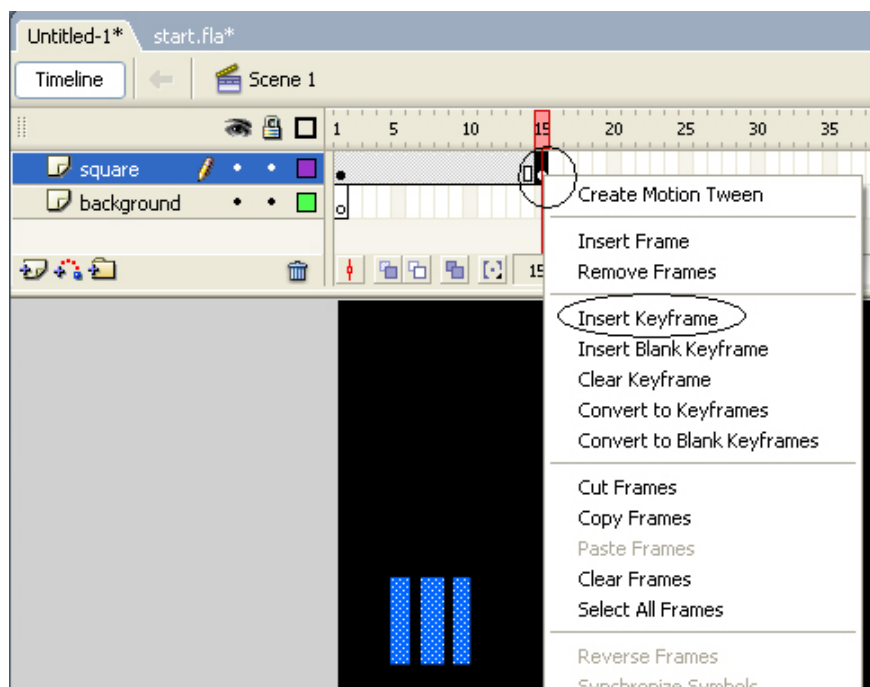 Untitled-1* start.fla*
Timeline Scene 1
1 5 10 15 20 25 30 35
square
background
15
Create Motion Tween
Insert Frame
Remove Frames
Insert Keyframe
Insert Blank Keyframe
Clear Keyframe
Convert to Keyframes
Convert to Blank Keyframes
Cut Frames
Copy Frames
Paste Frames
Clear Frames
Select All Frames
Reverse Frames
Synchronize Symbols